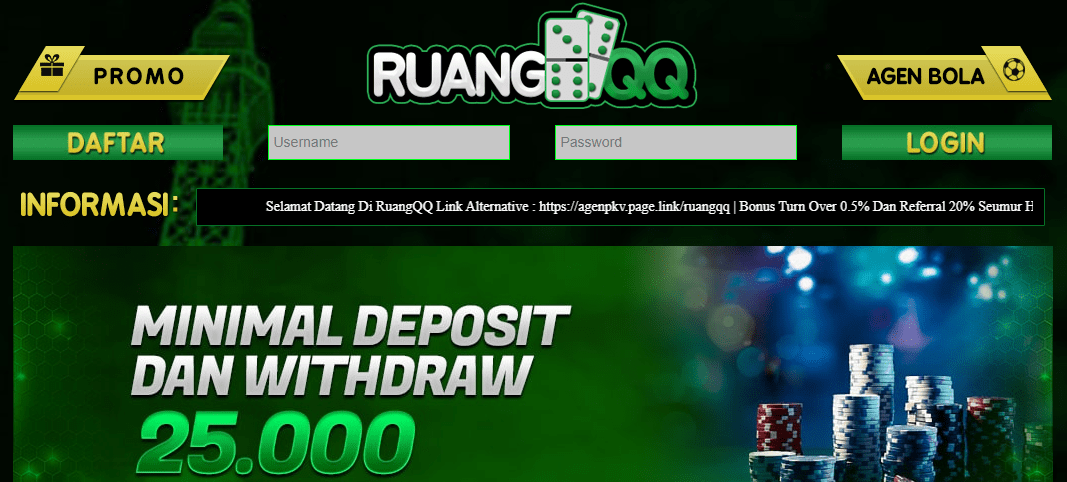 RUANGQQ
PROMO
AGEN BOLA
DAFTAR
Username
Password
LOGIN
INFORMASI:
Selamat Datang Di RuangQQ Link Alternative : https://agenpkv.page.link/ruangqq | Bonus Turn Over 0.5% Dan Referral 20% Seumur H
MINIMAL DEPOSIT
DAN WITHDRAW
25.000